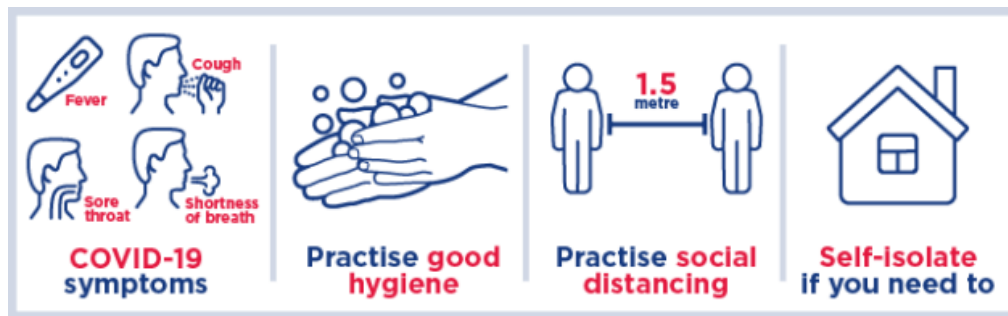 Fever
Cough
Sore
throat
Shortness
of breath
COVID-19
symptoms
Practise good
hygiene
1.5
metre
Practise social
distancing
Self-isolate
if you need to